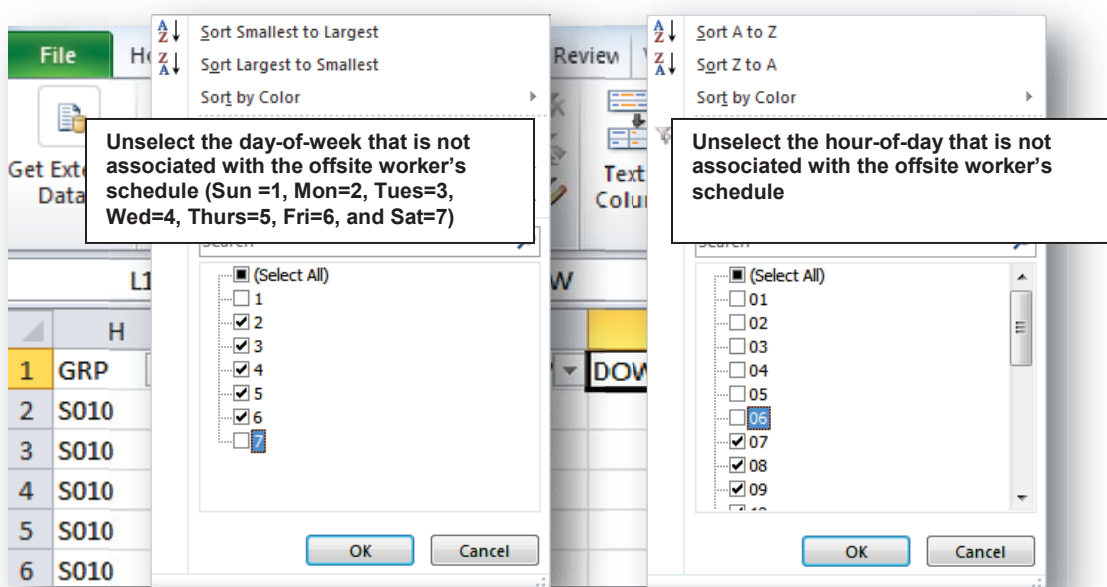 Sort Smallest to Largest
Sort Largest to Smallest
Sort by Color
Unselect the day-of-week that is not
associated with the offsite worker's
schedule (Sun =1, Mon=2, Tues=3,
Wed=4, Thurs=5, Fri=6, and Sat=7)
Search
(Select All)
1
2
3
4
5
6
7
OK
Cancel
Sort A to Z
Sort Z to A
Sort by Color
Unselect the hour-of-day that is not
associated with the offsite worker's
schedule
Search
(Select All)
01
02
03
04
05
06
07
08
09
OK
Cancel
File
Review
Get
Data
Text
L1
W
H
1 GRP DOW
2 S010
3 S010
4 S010
5 S010
6 S010